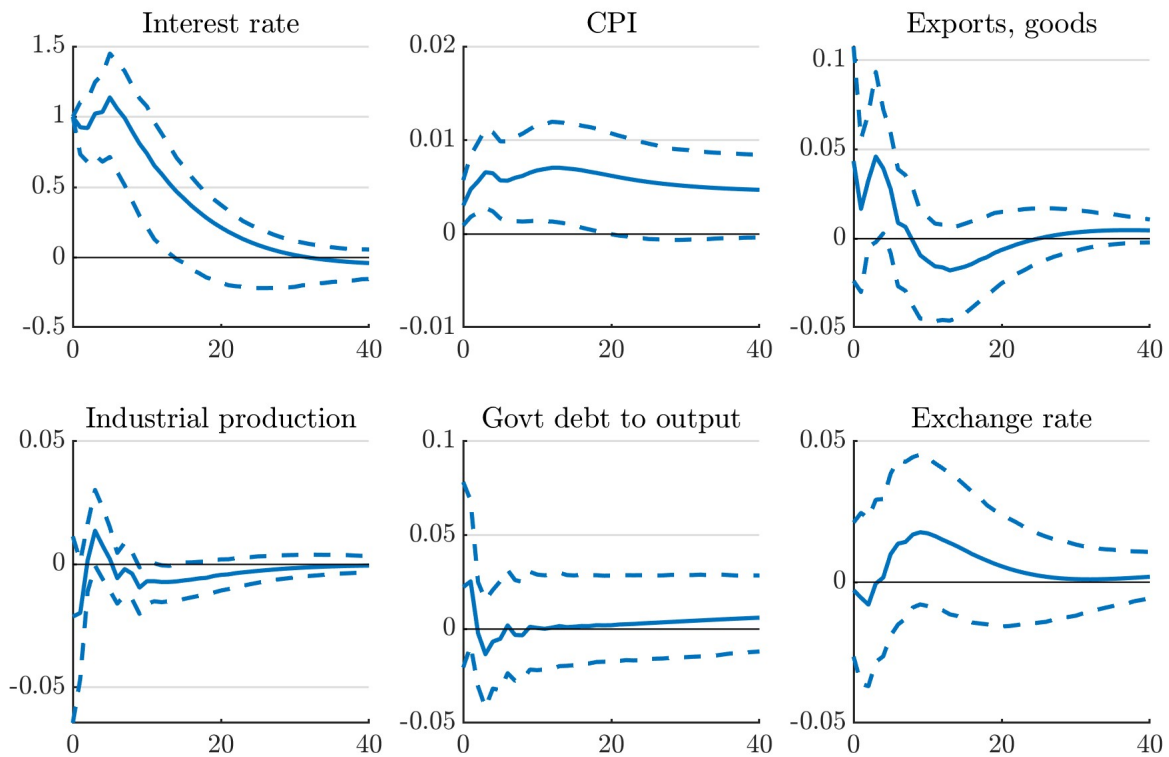 Interest rate
1.5
1
0.5
0
-0.5
0 20 40
CPI
0.02
0.01
0
-0.01
0 20 40
Exports, goods
0.1
0.05
0
-0.05
0 20 40
Industrial production
0.05
0
-0.05
0 20 40
Govt debt to output
0.1
0.05
0
-0.05
0 20 40
Exchange rate
0.05
0
-0.05
0 20 40